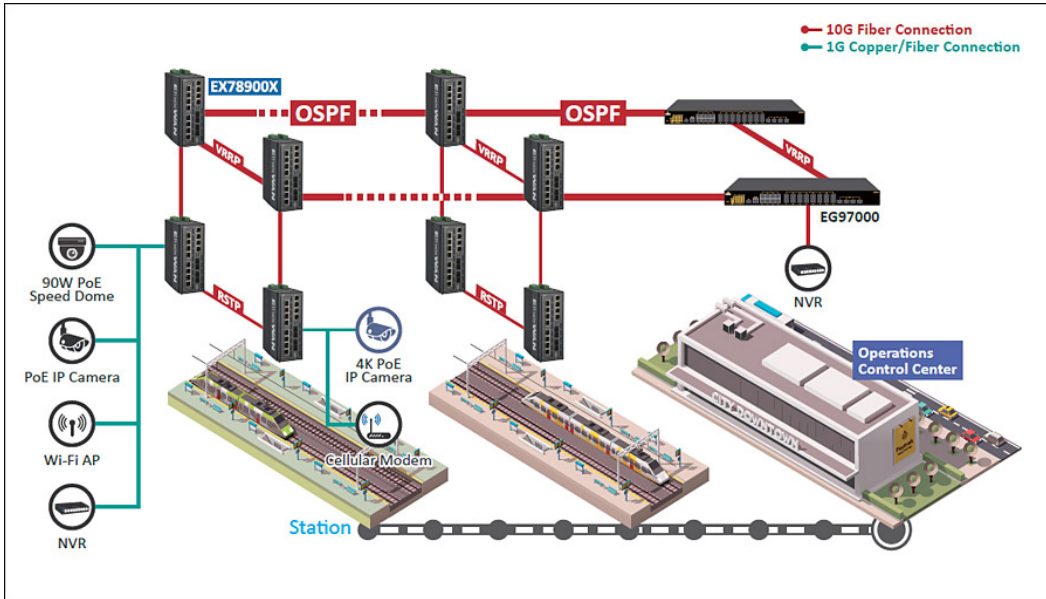 10G Fiber Connection
1G Copper/Fiber Connection
EX78900X
OSPF
OSPF
VRRP
VRRP
VRRP
EG97000
90W PoE
Speed Dome
RSTP
RSTP
NVR
PoE IP Camera
4K PoE
IP Camera
Operations
Control Center
CITY DOWNTOWN
Wi-Fi AP
Cellular Modem
NVR
Station